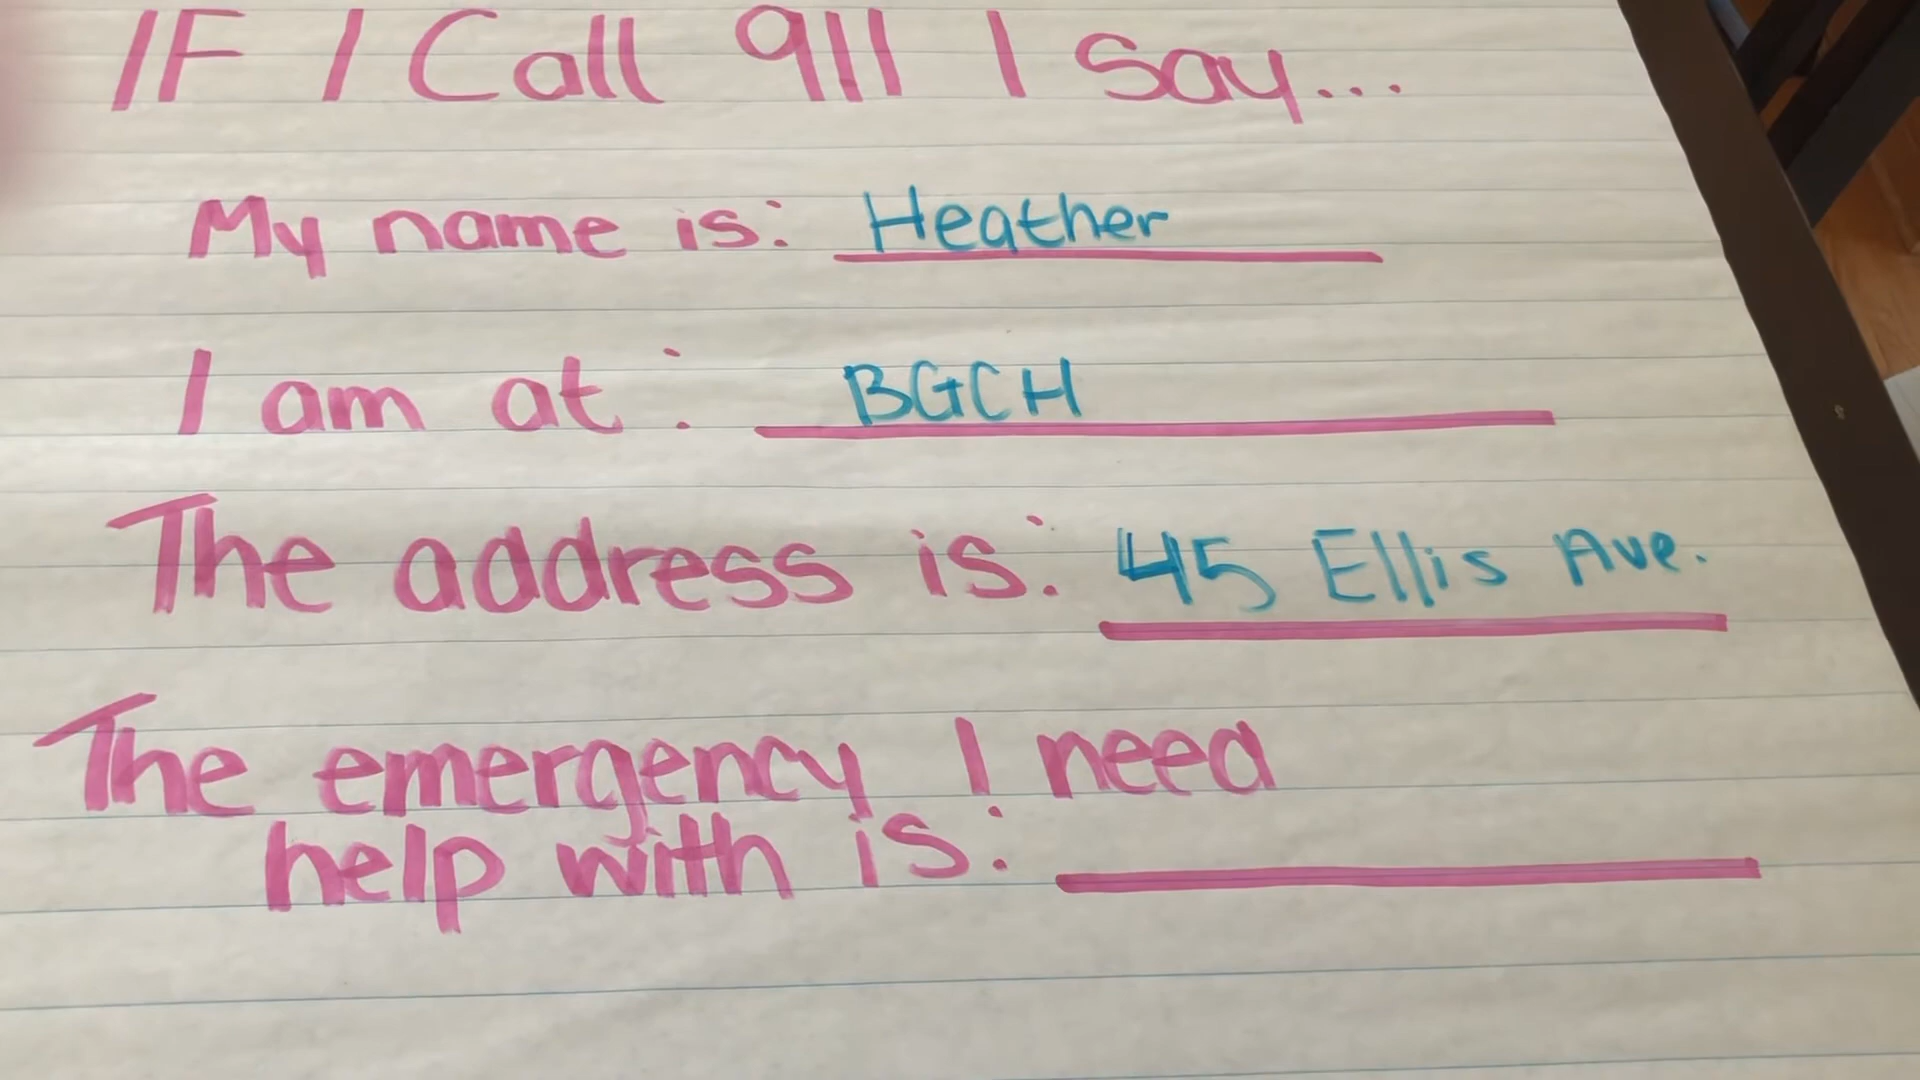 IF I Call 911 I Say...
My name is: Heather
I am at: BGCH
The address is: 45 Ellis Ave.
The emergency I need
help with is: